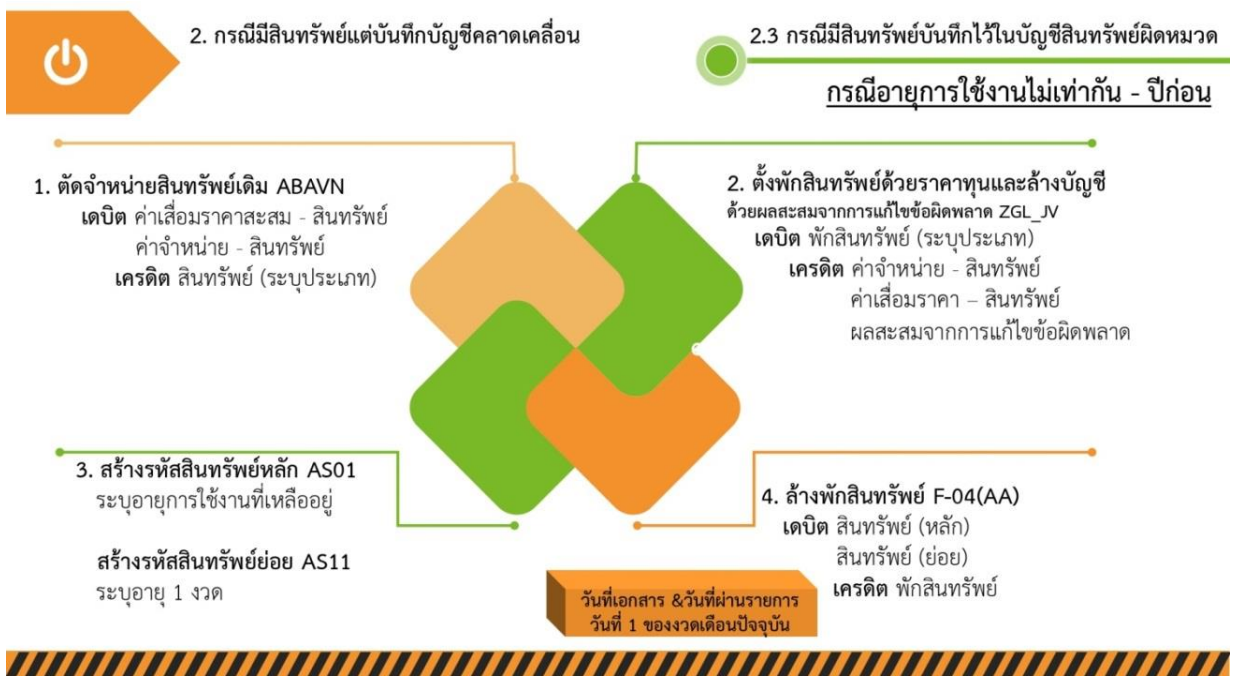 2. กรณีมีสินทรัพย์แต่บันทึกบัญชีคลาดเคลื่อน
2.3 กรณีมีสินทรัพย์บันทึกไว้ในบัญชีสินทรัพย์ผิดหมวด
กรณีอายุการใช้งานไม่เท่ากัน - ปีก่อน
1. ตัดจำหน่ายสินทรัพย์เดิม ABAVN
เดบิต ค่าเสื่อมราคาสะสม - สินทรัพย์
ค่าจำหน่าย - สินทรัพย์
เครดิต สินทรัพย์ (ระบุประเภท)
2. ตั้งพักสินทรัพย์ด้วยราคาทุนและล้างบัญชี
ด้วยผลสะสมจากการแก้ไขข้อผิดพลาด ZGL_JV
เดบิต พักสินทรัพย์ (ระบุประเภท)
เครดิต ค่าจำหน่าย - สินทรัพย์
ค่าเสื่อมราคา – สินทรัพย์
ผลสะสมจากการแก้ไขข้อผิดพลาด
3. สร้างรหัสสินทรัพย์หลัก AS01
ระบุอายุการใช้งานที่เหลืออยู่
สร้างรหัสสินทรัพย์ย่อย AS11
ระบุอายุ 1 งวด
4. ล้างพักสินทรัพย์ F-04(AA)
เดบิต สินทรัพย์ (หลัก)
สินทรัพย์ (ย่อย)
เครดิต พักสินทรัพย์
วันที่เอกสาร &วันที่ผ่านรายการ
วันที่ 1 ของงวดเดือนปัจจุบัน